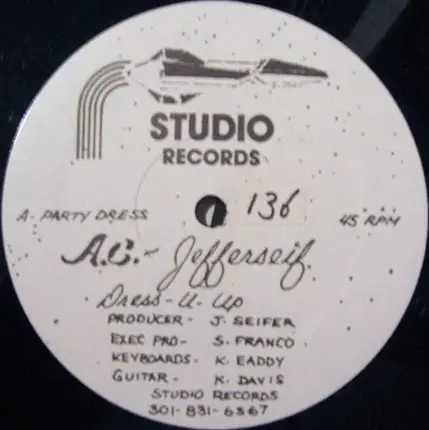 STUDIO
RECORDS
136
A- PARTY DRESS
45 RPM
A.C. - Jefferseif.
Dress-U-Up
PRODUCER- J. SEIFER
EXEC PRO- S. FRANCO
KEYBOARDS- K. EADDY
GUITAR- K. DAVIS
STUDIO RECORDS
301-831-6567